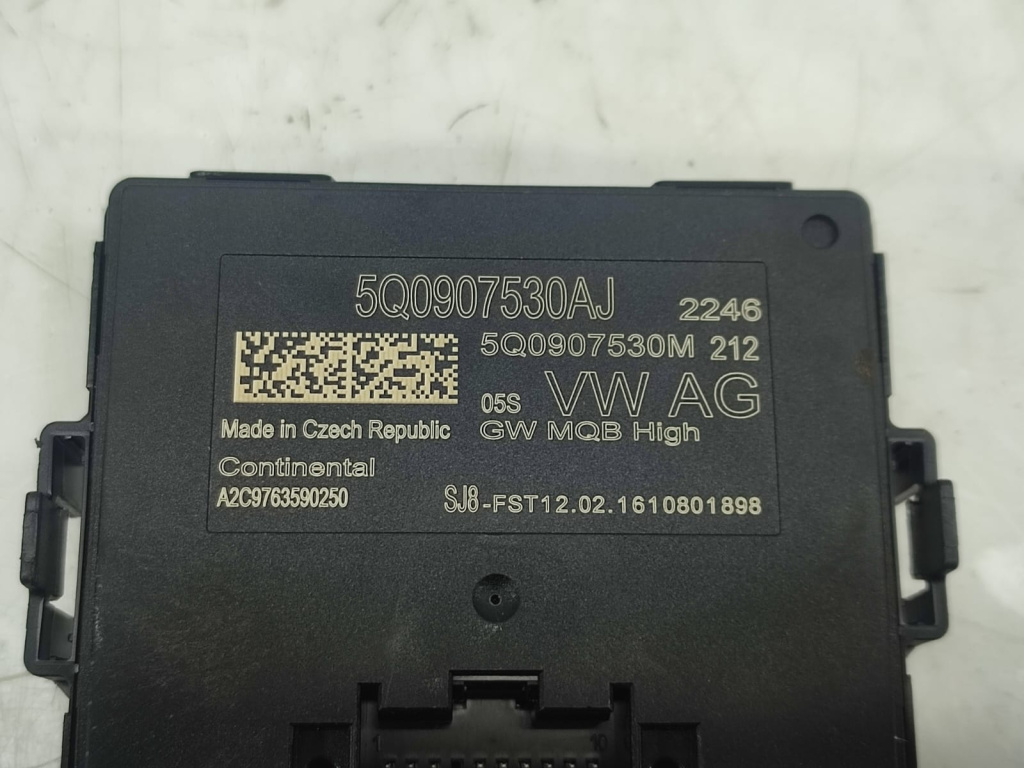 5Q0907530AJ 2246
5Q0907530M 212
05S VW AG
Made in Czech Republic GW MQB High
Continental
A2C9763590250 SJ8-FST12.02.1610801898
10